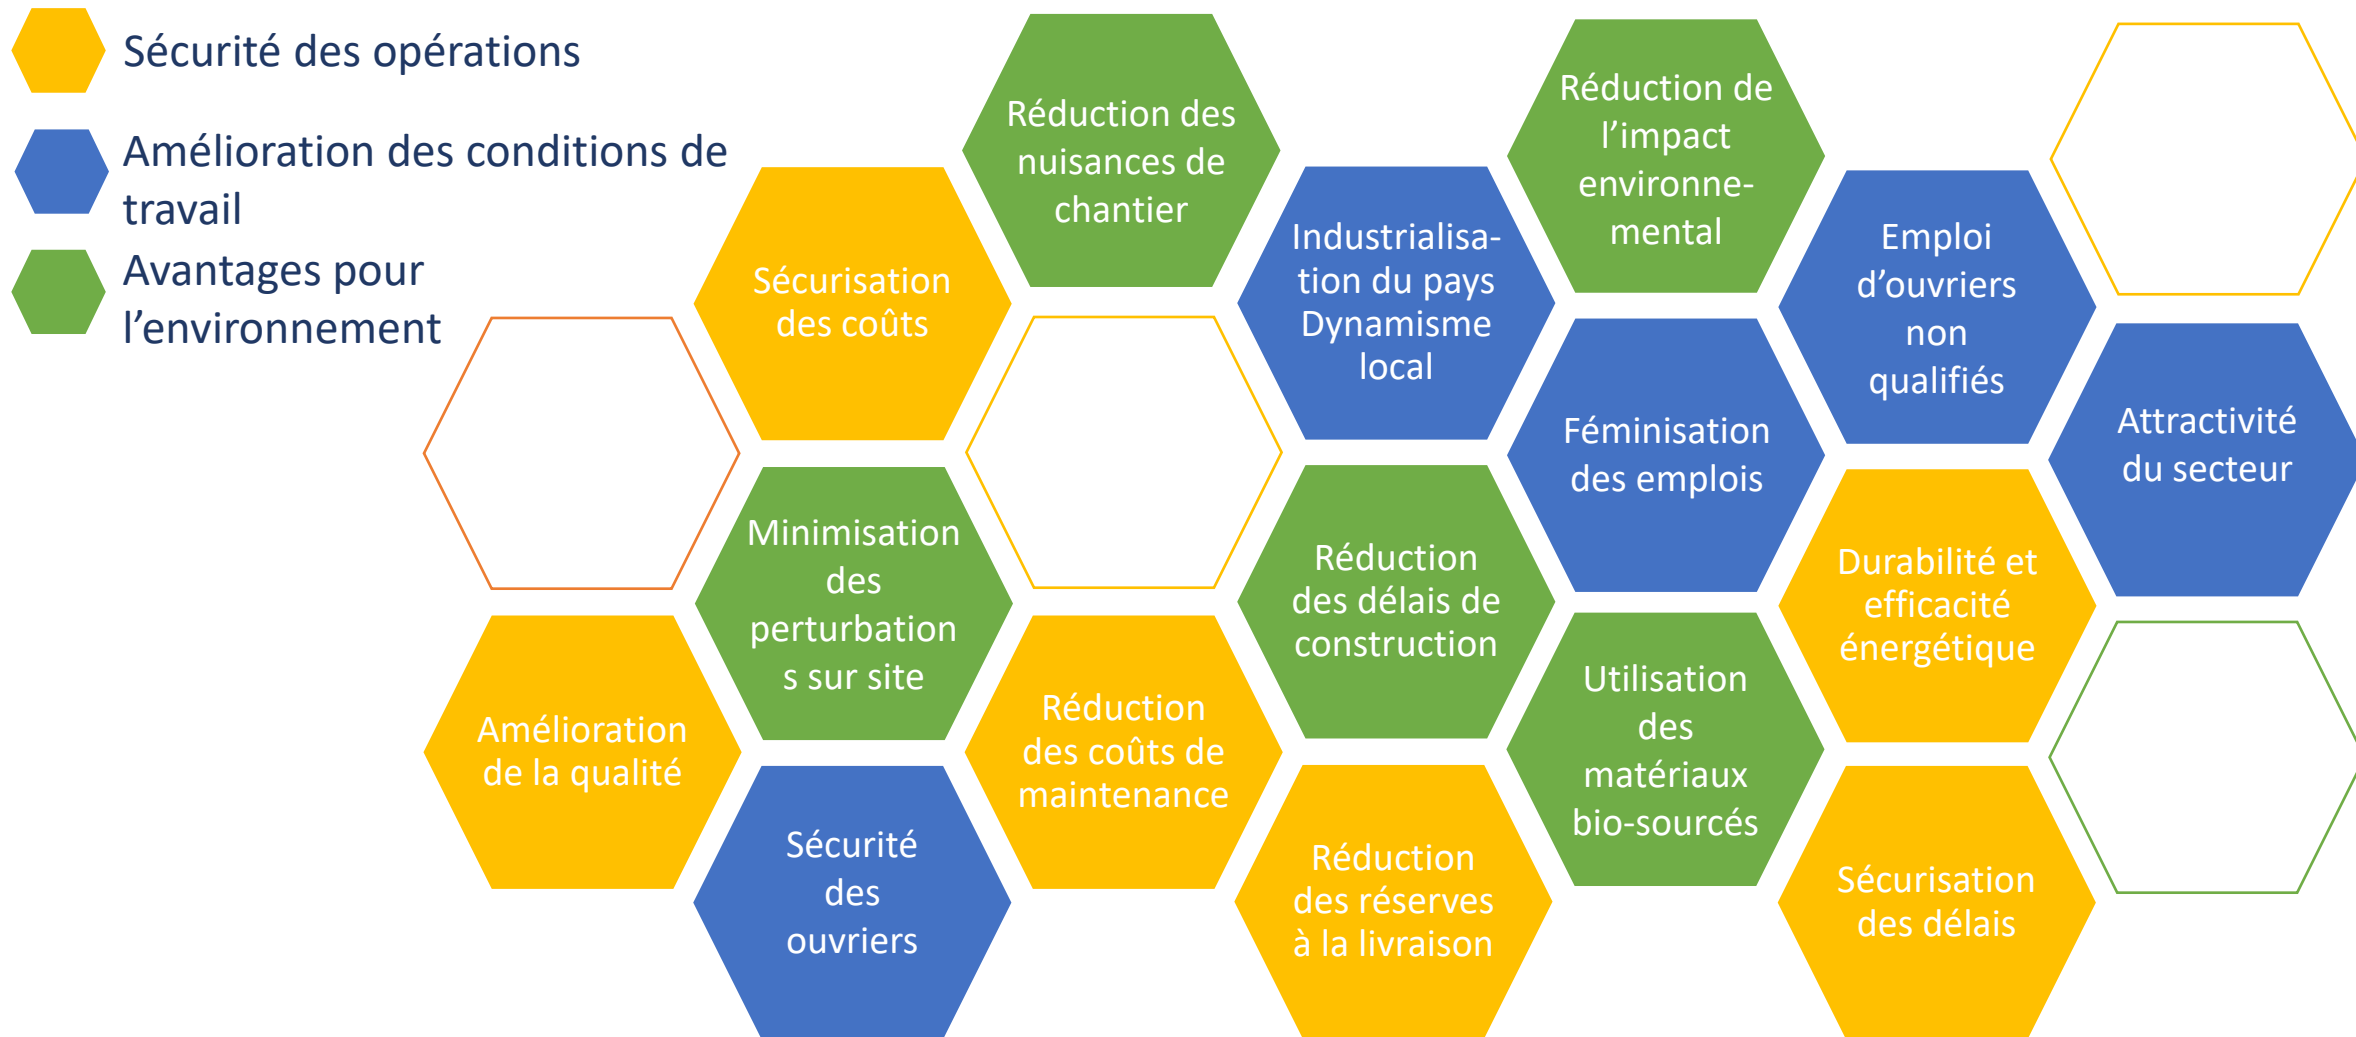 Sécurité des opérations
Amélioration des conditions de
travail
Avantages pour
l’environnement
Réduction des
nuisances de
chantier
Réduction de
l’impact
environne-
mental
Sécurisation
des coûts
Industrialisa-
tion du pays
Dynamisme
local
Emploi
d’ouvriers
non
qualifiés
Féminisation
des emplois
Attractivité
du secteur
Minimisation
des
perturbation
s sur site
Réduction
des délais de
construction
Durabilité et
efficacité
énergétique
Amélioration
de la qualité
Réduction
des coûts de
maintenance
Utilisation
des
matériaux
bio-sourcés
Sécurité
des
ouvriers
Réduction
des réserves
à la livraison
Sécurisation
des délais